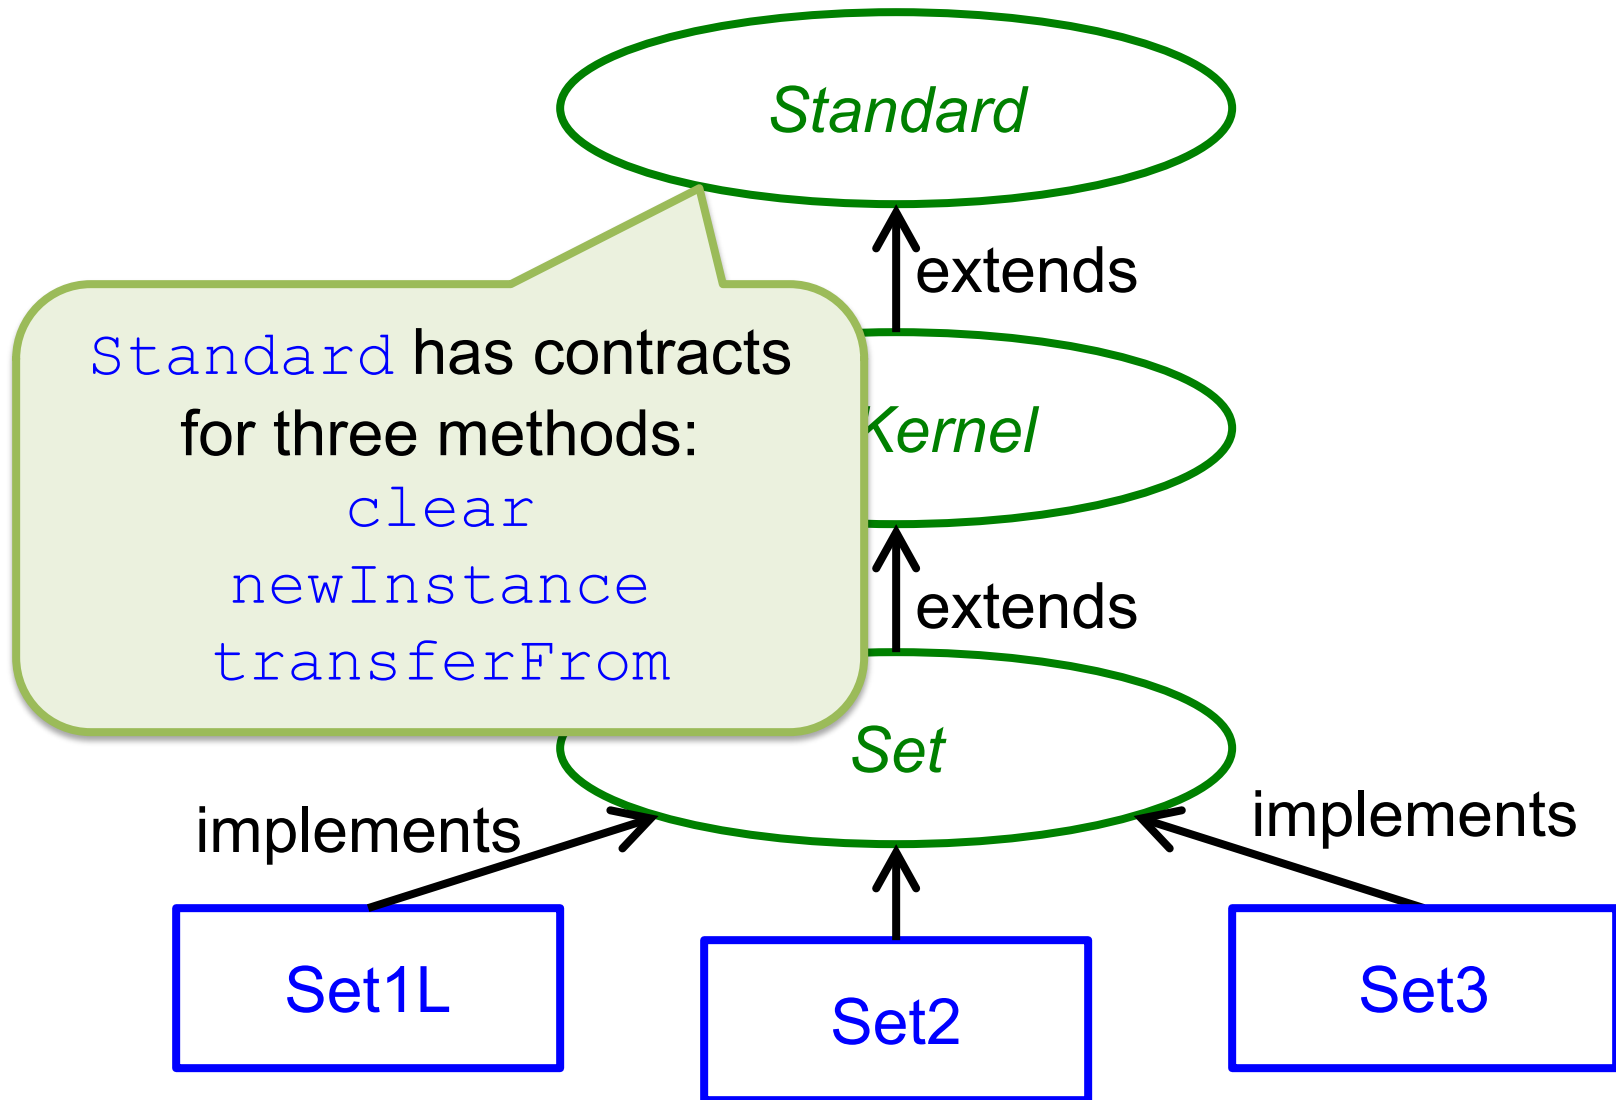 Standard
extends
Standard has contracts
for three methods:
clear
newInstance
transferFrom
Kernel
extends
Set
implements
implements
Set1L
Set2
Set3